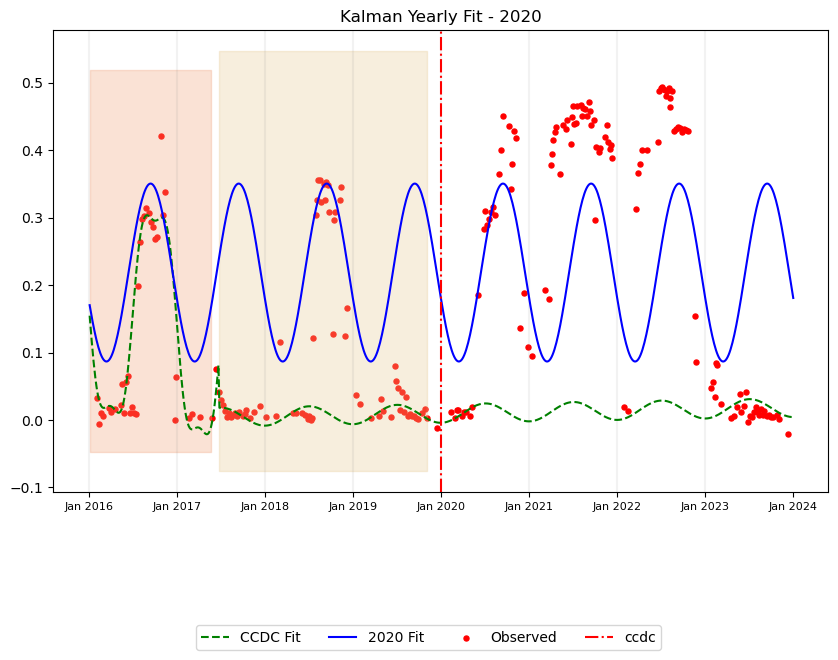 Kalman Yearly Fit - 2020
0.5
0.4
0.3
0.2
0.1
0.0
−0.1
Jan 2016 Jan 2017 Jan 2018 Jan 2019 Jan 2020 Jan 2021 Jan 2022 Jan 2023 Jan 2024
CCDC Fit 2020 Fit Observed ccdc